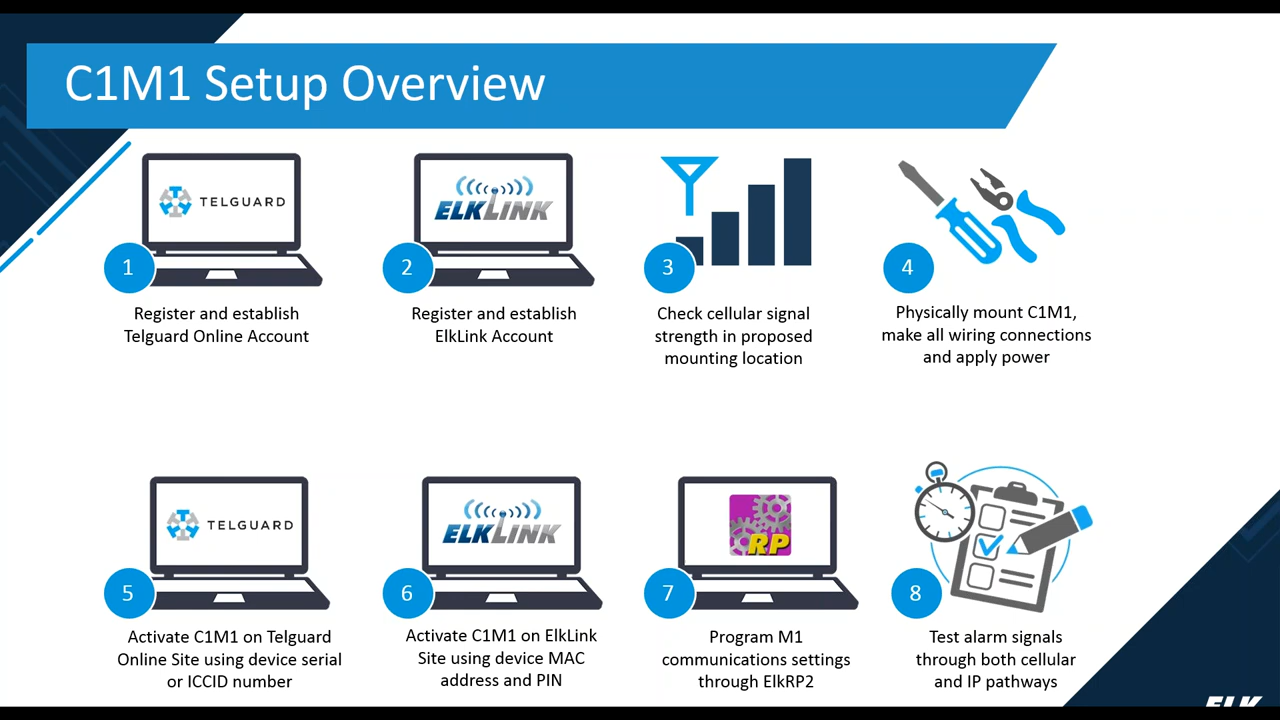 C1M1 Setup Overview
TELGUARD
ELKLINK
1
2
3
4
Register and establish
Telguard Online Account
Register and establish
ElkLink Account
Check cellular signal
strength in proposed
mounting location
Physically mount C1M1,
make all wiring connections
and apply power
TELGUARD
ELKLINK
RP
5
6
7
8
Activate C1M1 on Telguard
Online Site using device serial
or ICCID number
Activate C1M1 on ElkLink
Site using device MAC
address and PIN
Program M1
communications settings
through ElkRP2
Test alarm signals
through both cellular
and IP pathways
ELK